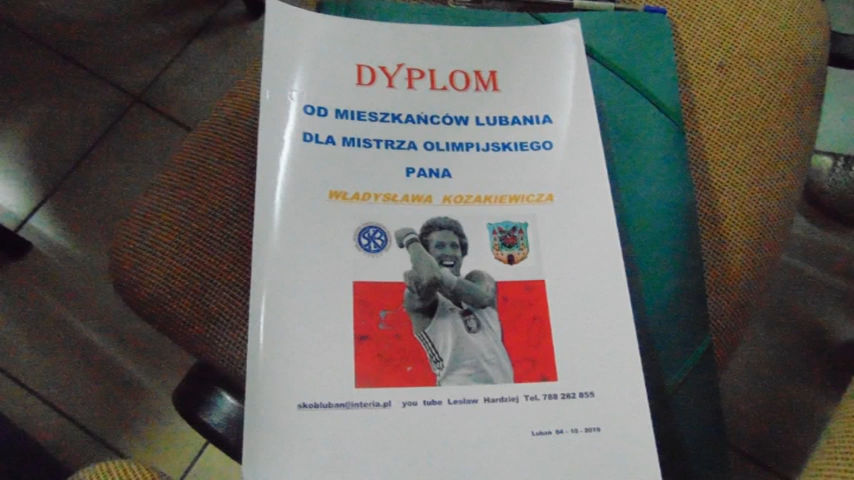 DYPLOM
OD MIESZKAŃCÓW LUBANIA
DLA MISTRZA OLIMPIJSKIEGO
PANA
WŁADYSŁAWA KOZAKIEWICZA
skobluban@interia.pl you tube Lesław Hardziej Tel. 788 262 855
Lubań 04 - 10 - 2019